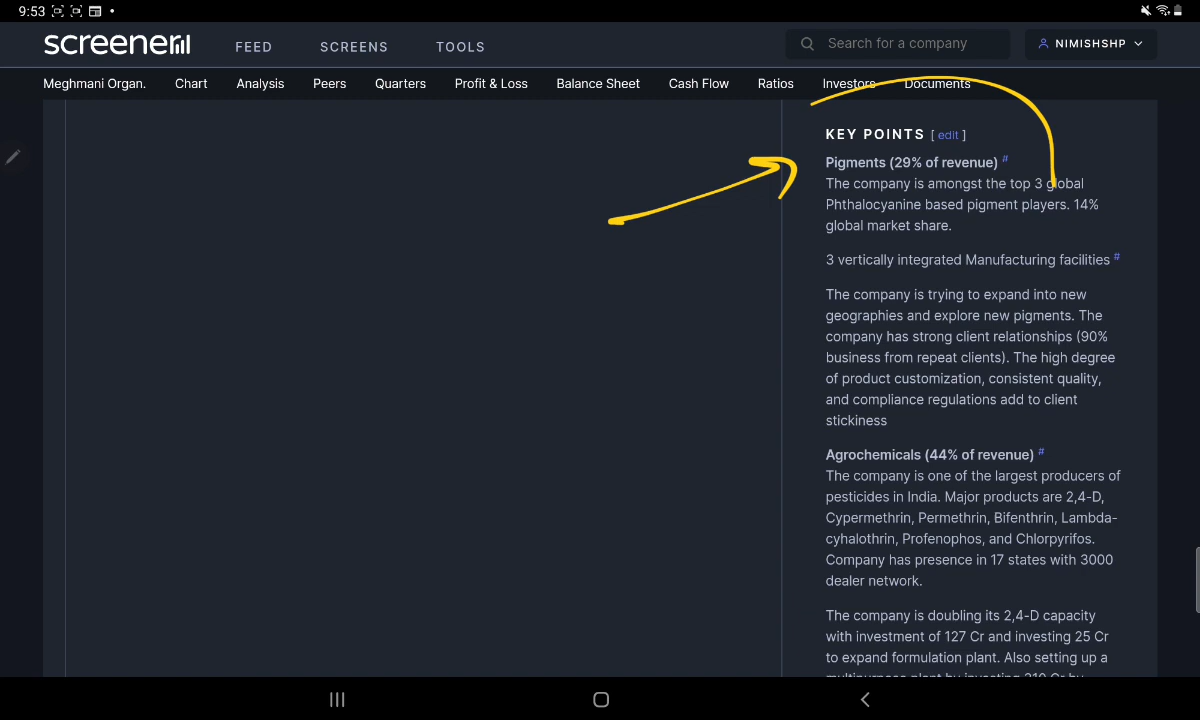 9:53
screener
FEED SCREENS TOOLS
Search for a company
NIMISHSHP
Meghmani Organ. Chart Analysis Peers Quarters Profit & Loss Balance Sheet Cash Flow Ratios Investors Documents
KEY POINTS [ edit ]
Pigments (29% of revenue) #
The company is amongst the top 3 global
Phthalocyanine based pigment players. 14%
global market share.
3 vertically integrated Manufacturing facilities #
The company is trying to expand into new
geographies and explore new pigments. The
company has strong client relationships (90%
business from repeat clients). The high degree
of product customization, consistent quality,
and compliance regulations add to client
stickiness
Agrochemicals (44% of revenue) #
The company is one of the largest producers of
pesticides in India. Major products are 2,4-D,
Cypermethrin, Permethrin, Bifenthrin, Lambda-
cyhalothrin, Profenophos, and Chlorpyrifos.
Company has presence in 17 states with 3000
dealer network.
The company is doubling its 2,4-D capacity
with investment of 127 Cr and investing 25 Cr
to expand formulation plant. Also setting up a